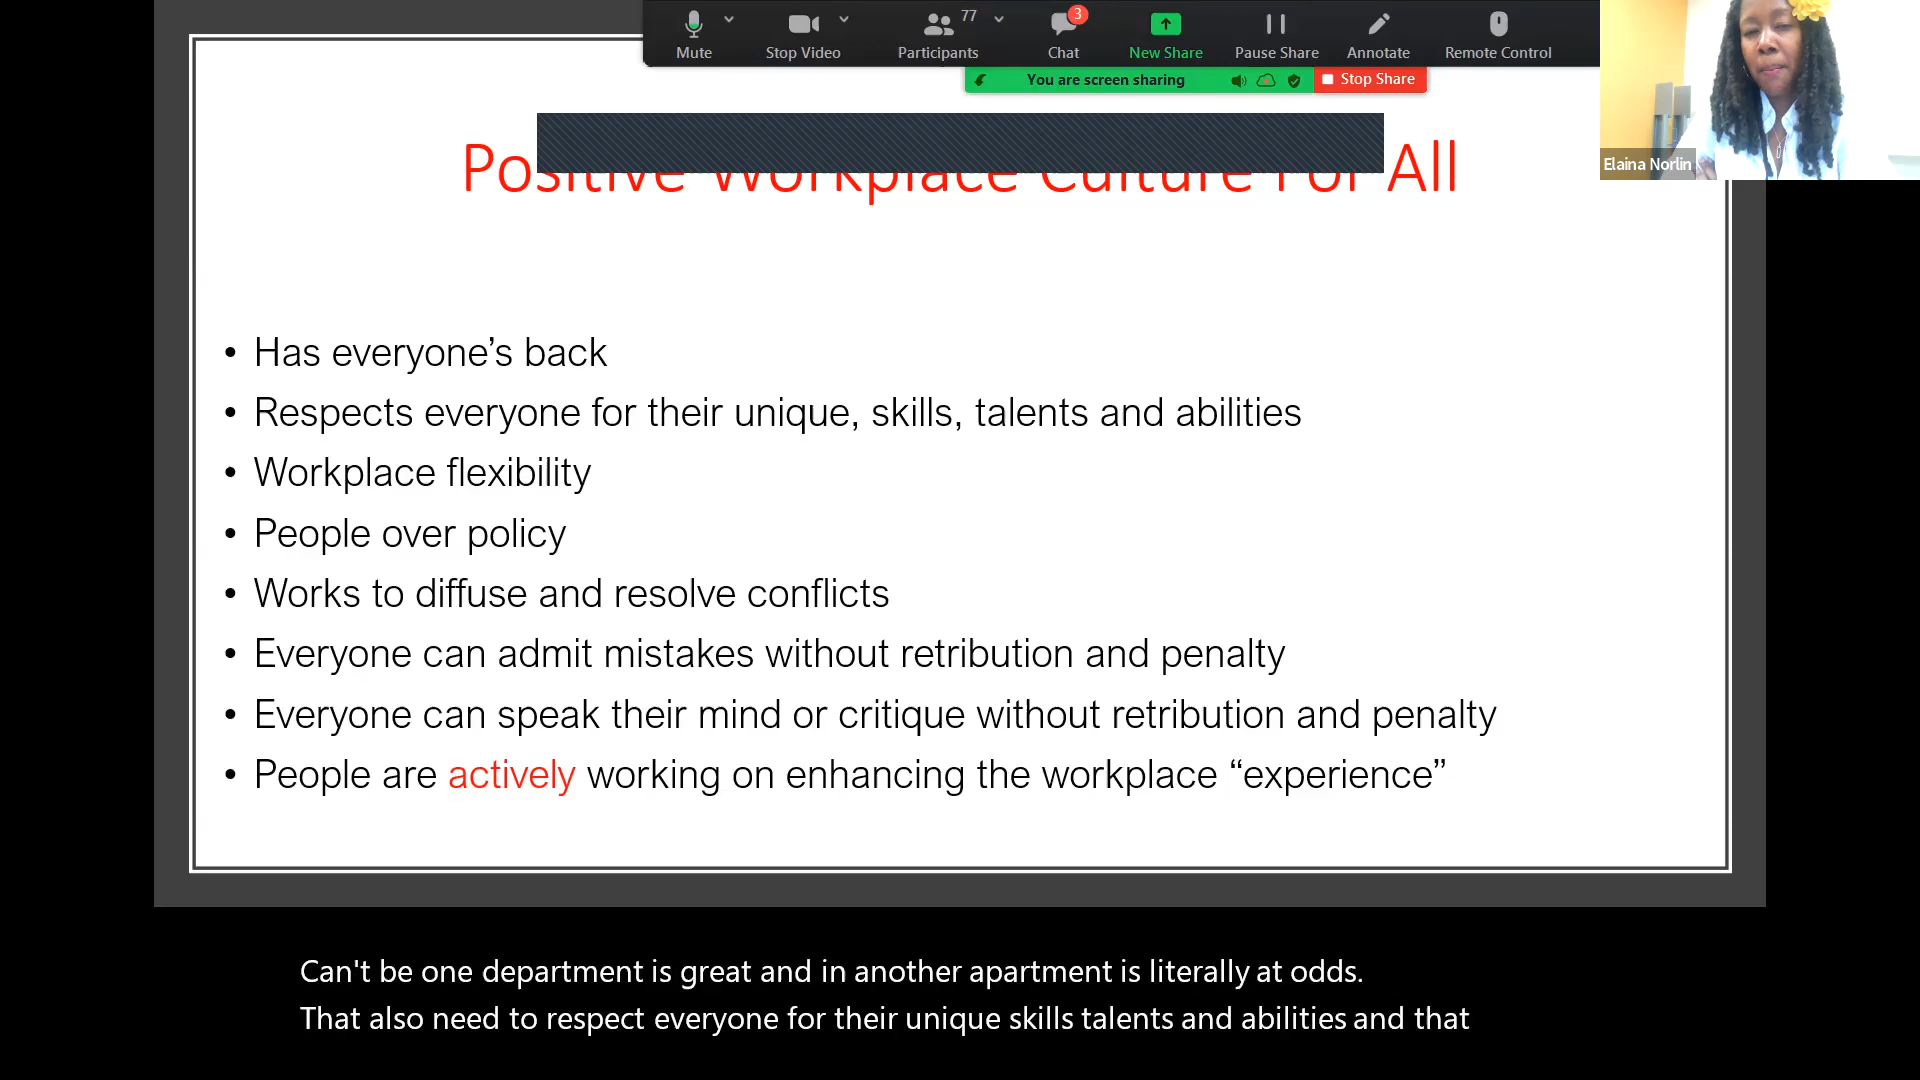 77
3
Mute
Stop Video
Participants
Chat
New Share
Pause Share
Annotate
Remote Control
You are screen sharing
Stop Share
Elaina Norlin
Positive Workplace Culture For All
• Has everyone’s back
• Respects everyone for their unique, skills, talents and abilities
• Workplace flexibility
• People over policy
• Works to diffuse and resolve conflicts
• Everyone can admit mistakes without retribution and penalty
• Everyone can speak their mind or critique without retribution and penalty
• People are actively working on enhancing the workplace “experience”
Can't be one department is great and in another apartment is literally at odds.
That also need to respect everyone for their unique skills talents and abilities and that